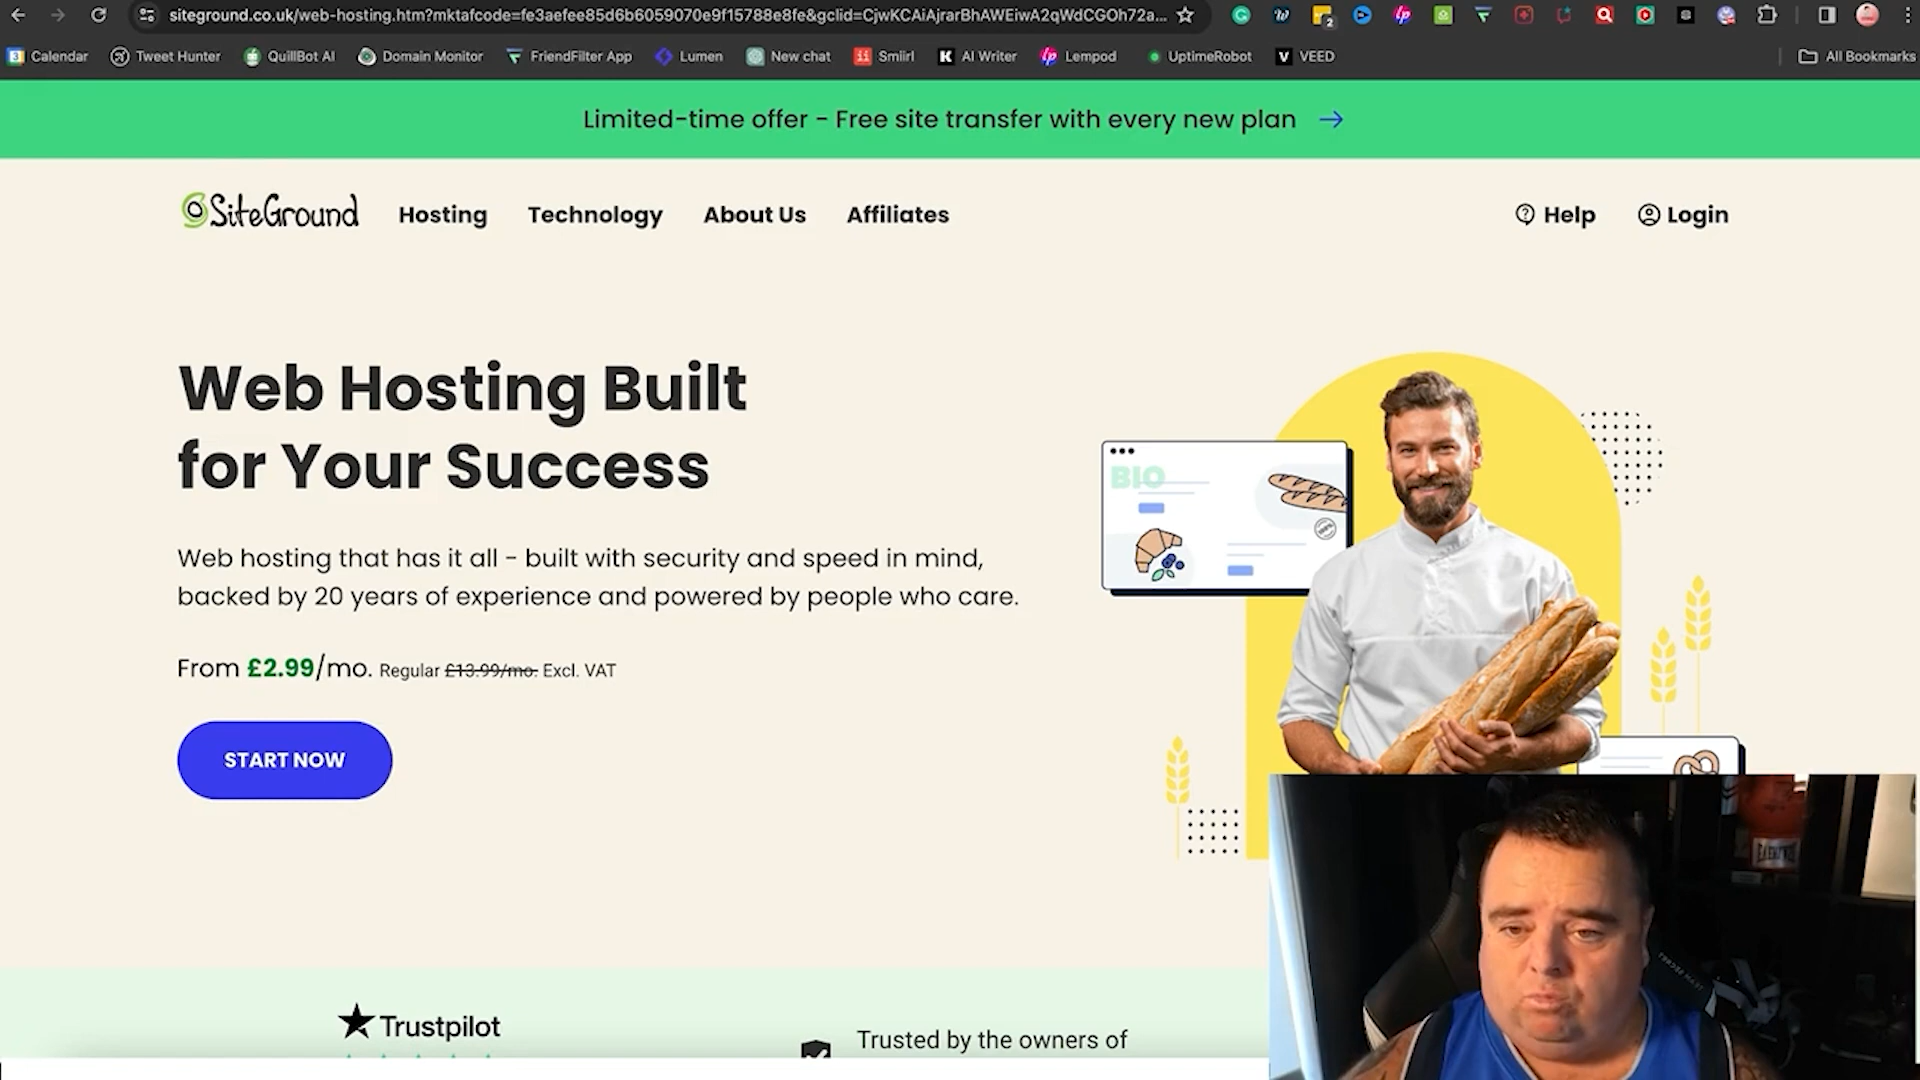 siteground.co.uk/web-hosting.htm?mktafcode=fe3aefee85d6b6059070e9f15788e8fe&gclid=CjwKCAiAjrarBhAWEiwA2qWdCGOh72a...
Calendar Tweet Hunter QuillBot AI Domain Monitor FriendFilter App Lumen New chat Smiirl AI Writer Lempod UptimeRobot VEED All Bookmarks
Limited-time offer - Free site transfer with every new plan →
SiteGround Hosting Technology About Us Affiliates Help Login
Web Hosting Built
for Your Success
BIO
Web hosting that has it all - built with security and speed in mind,
backed by 20 years of experience and powered by people who care.
From £2.99/mo. Regular £13.99/mo. Excl. VAT
START NOW
Trustpilot
Trusted by the owners of